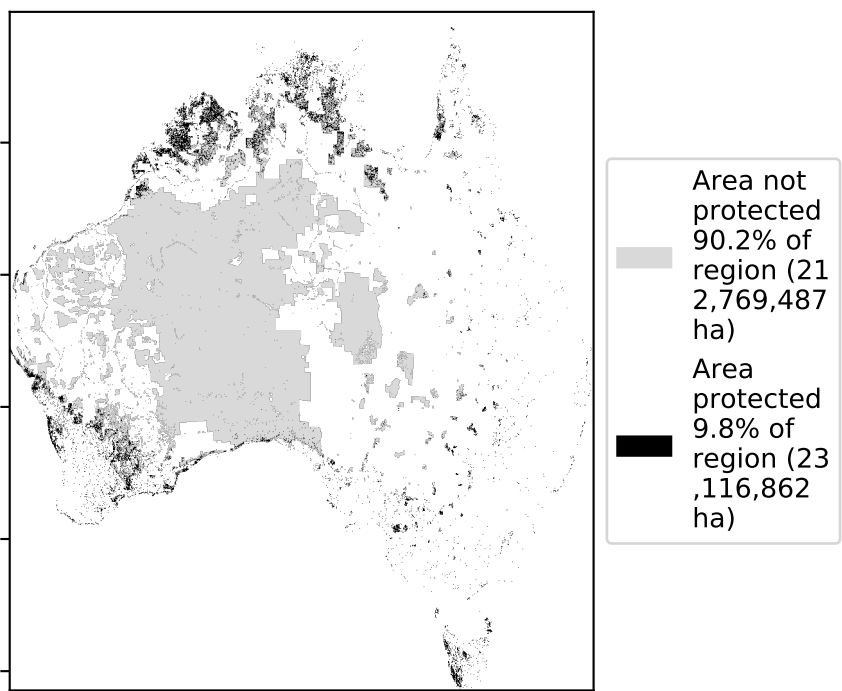 Area not
protected
90.2% of
region (21
2,769,487
ha)
Area
protected
9.8% of
region (23
,116,862
ha)